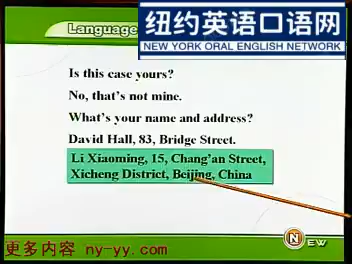 Language
纽约英语口语网
NEW YORK ORAL ENGLISH NETWORK
Is this case yours?
No, that's not mine.
What's your name and address?
David Hall, 83, Bridge Street.
Li Xiaoming, 15, Chang'an Street,
Xicheng District, Beijing, China
NEW
更多内容 ny-yy.com